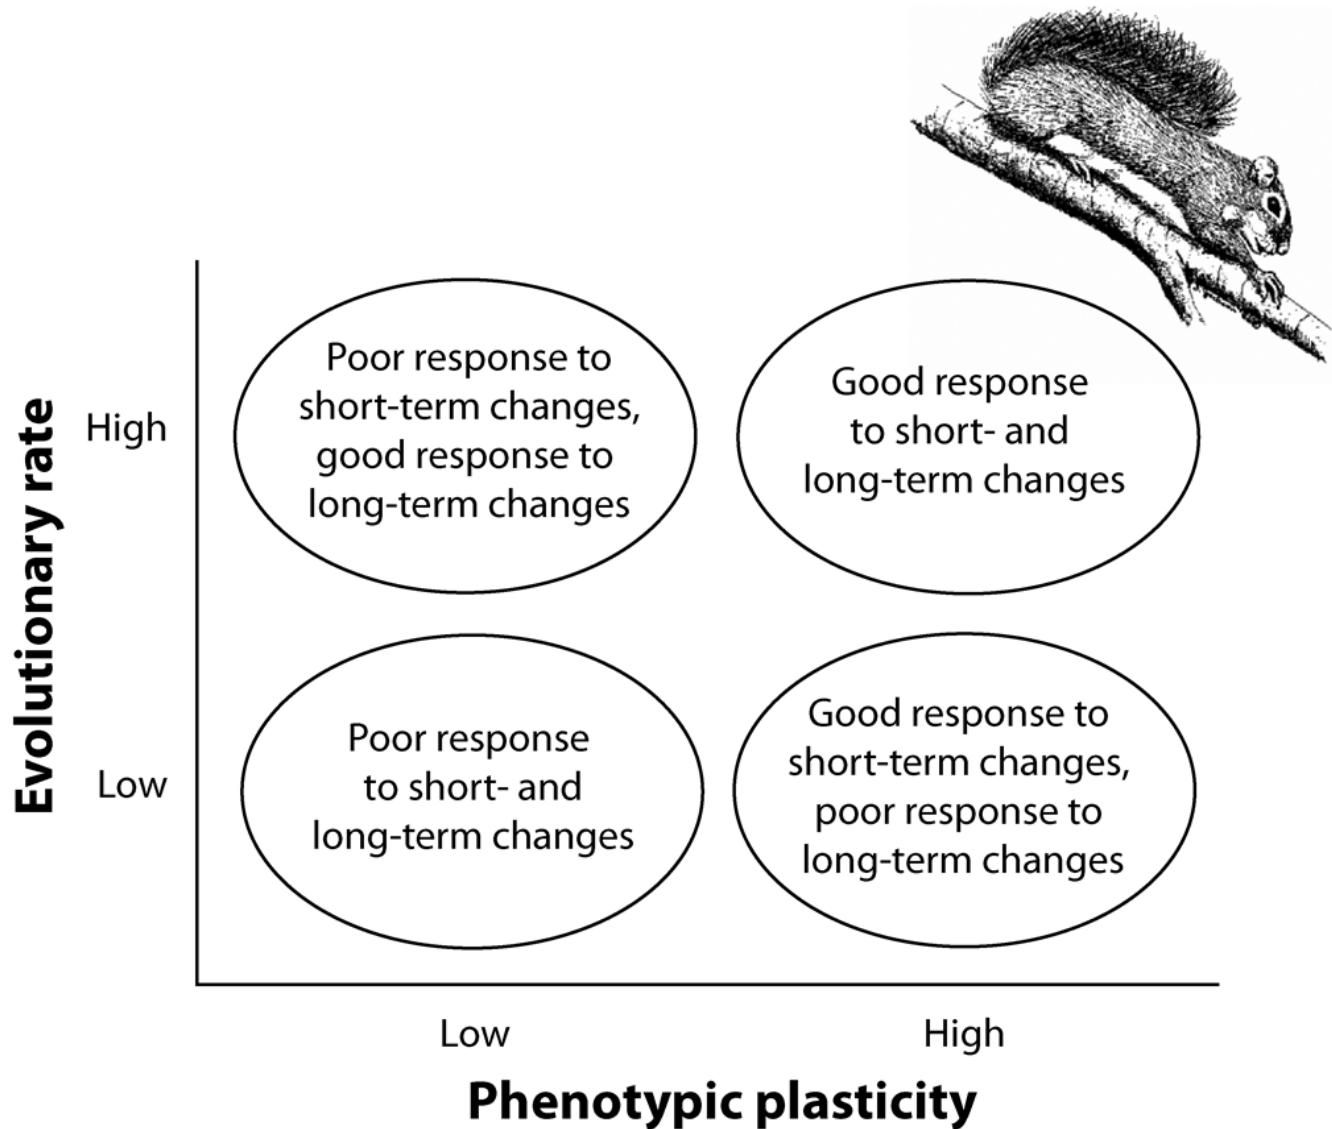 Poor response to
short-term changes,
good response to
long-term changes
Good response
to short- and
long-term changes
High
Evolutionary rate
Poor response
to short- and
long-term changes
Good response to
short-term changes,
poor response to
long-term changes
Low
Low
High
Phenotypic plasticity